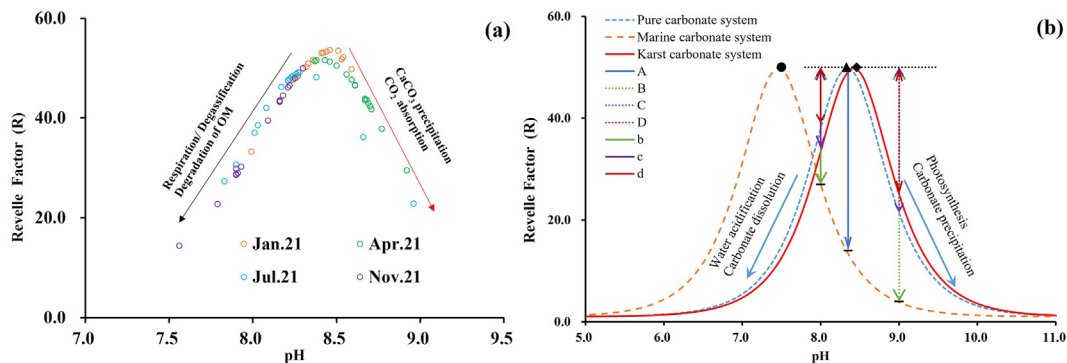 60.0
40.0
20.0
0.0
Revelle Factor (R)
7.0
7.5
8.0
8.5
9.0
9.5
pH
(a)
Respiration/ Degassification
Degradation of OM
CaCO3 precipitation
CO2 absorption
Jan.21
Apr.21
Jul.21
Nov.21
Pure carbonate system
Marine carbonate system
Karst carbonate system
A
B
C
D
b
c
d
(b)
60.0
40.0
20.0
0.0
Revelle Factor (R)
5.0
6.0
7.0
8.0
9.0
10.0
11.0
pH
Water acidification
Carbonate dissolution
Photosynthesis
Carbonate precipitation